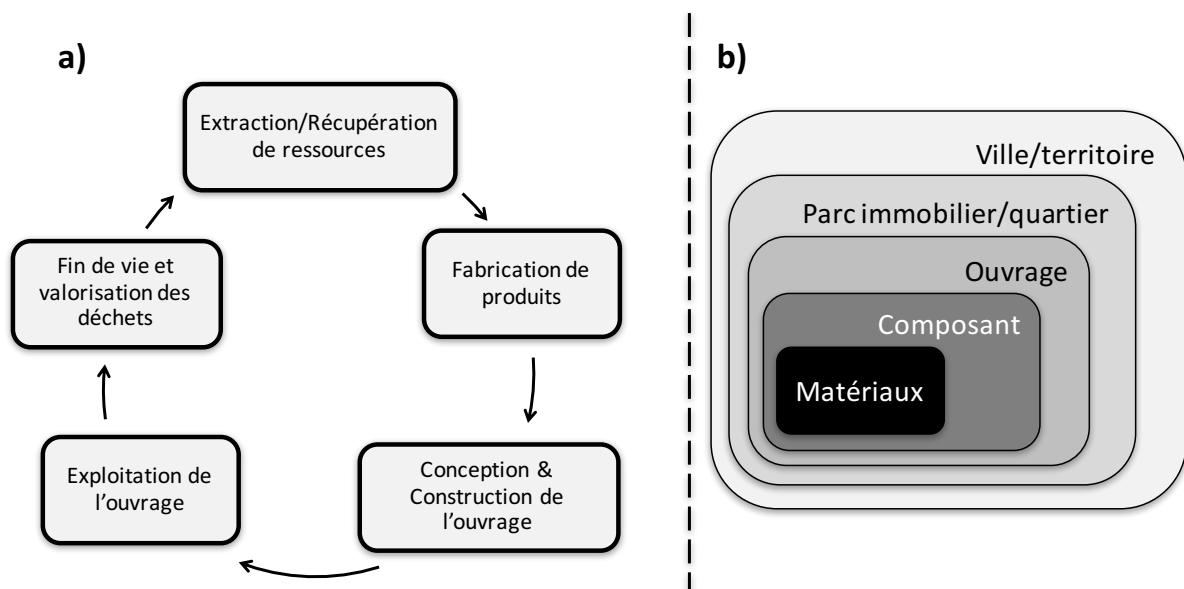 a)
Extraction/Récupération
de ressources
Fabrication de
produits
Conception &
Construction de
l’ouvrage
Exploitation de
l’ouvrage
Fin de vie et
valorisation des
déchets
b)
Ville/territoire
Parc immobilier/quartier
Ouvrage
Composant
Matériaux